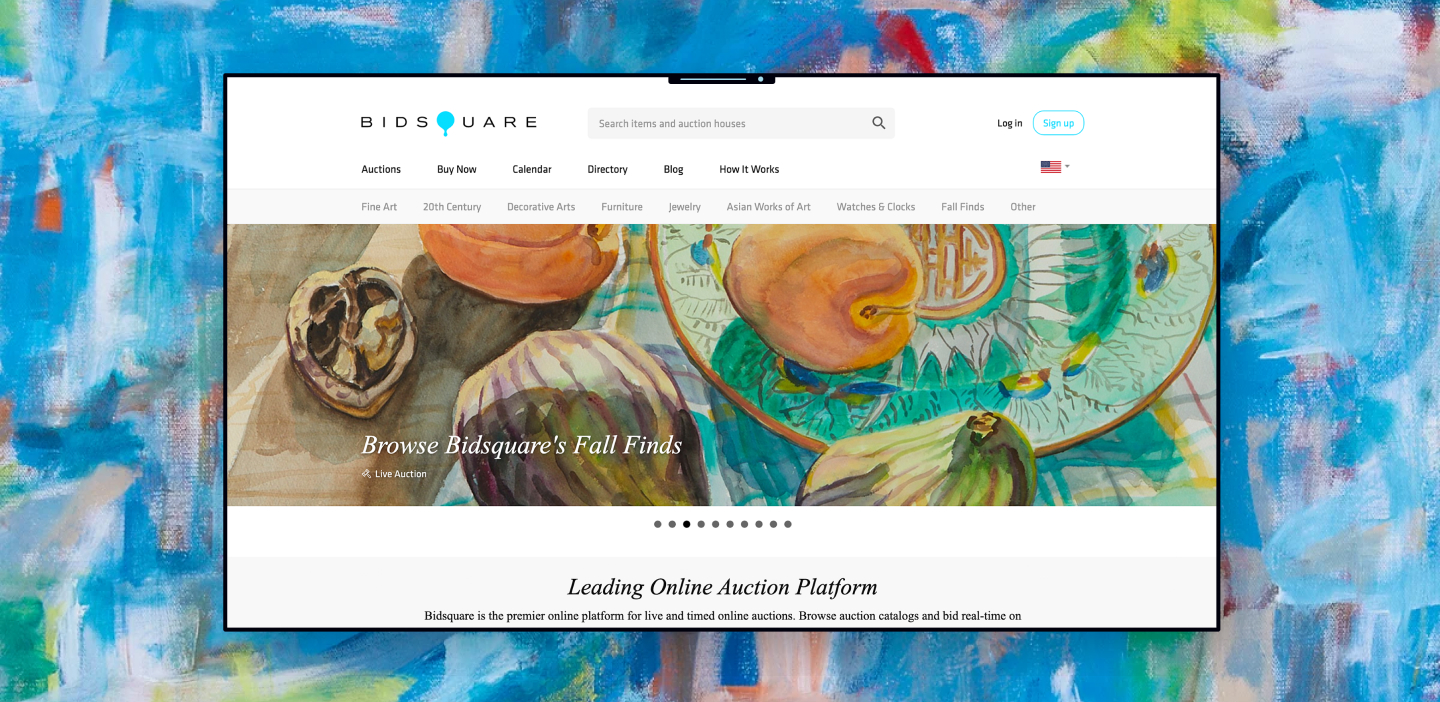 BIDSQUARE
Search items and auction houses
Log in
Sign up
Auctions
Buy Now
Calendar
Directory
Blog
How It Works
Fine Art
20th Century
Decorative Arts
Furniture
Jewelry
Asian Works of Art
Watches & Clocks
Fall Finds
Other
Browse Bidsquare's Fall Finds
Live Auction
Leading Online Auction Platform
Bidsquare is the premier online platform for live and timed online auctions. Browse auction catalogs and bid real-time on